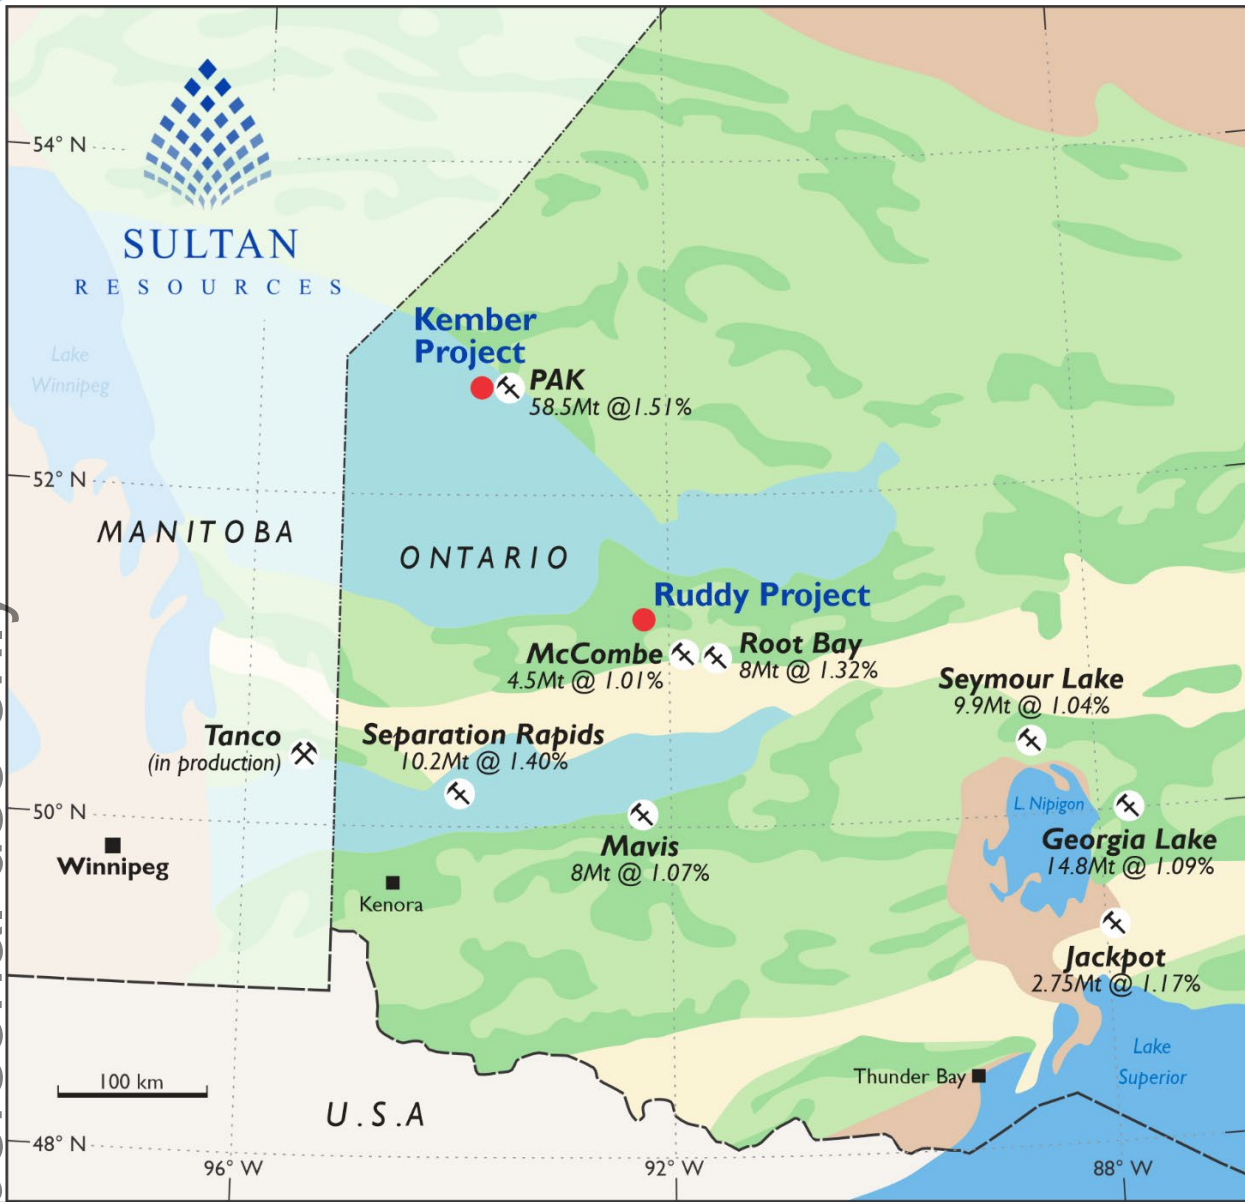 54° N
SULTAN
RESOURCES
Lake
Winnipeg
Kember
Project
PAK
58.5Mt @1.51%
52° N
MANITOBA
ONTARIO
Ruddy Project
McCombe
4.5Mt @ 1.01%
Root Bay
8Mt @ 1.32%
Seymour Lake
9.9Mt @ 1.04%
Tanco
(in production)
Separation Rapids
10.2Mt @ 1.40%
50° N
L. Nipigon
Winnipeg
Mavis
8Mt @ 1.07%
Georgia Lake
14.8Mt @ 1.09%
Kenora
Jackpot
2.75Mt @ 1.17%
Lake
Superior
Thunder Bay
100 km
U.S.A
48° N
96° W
92° W
88° W